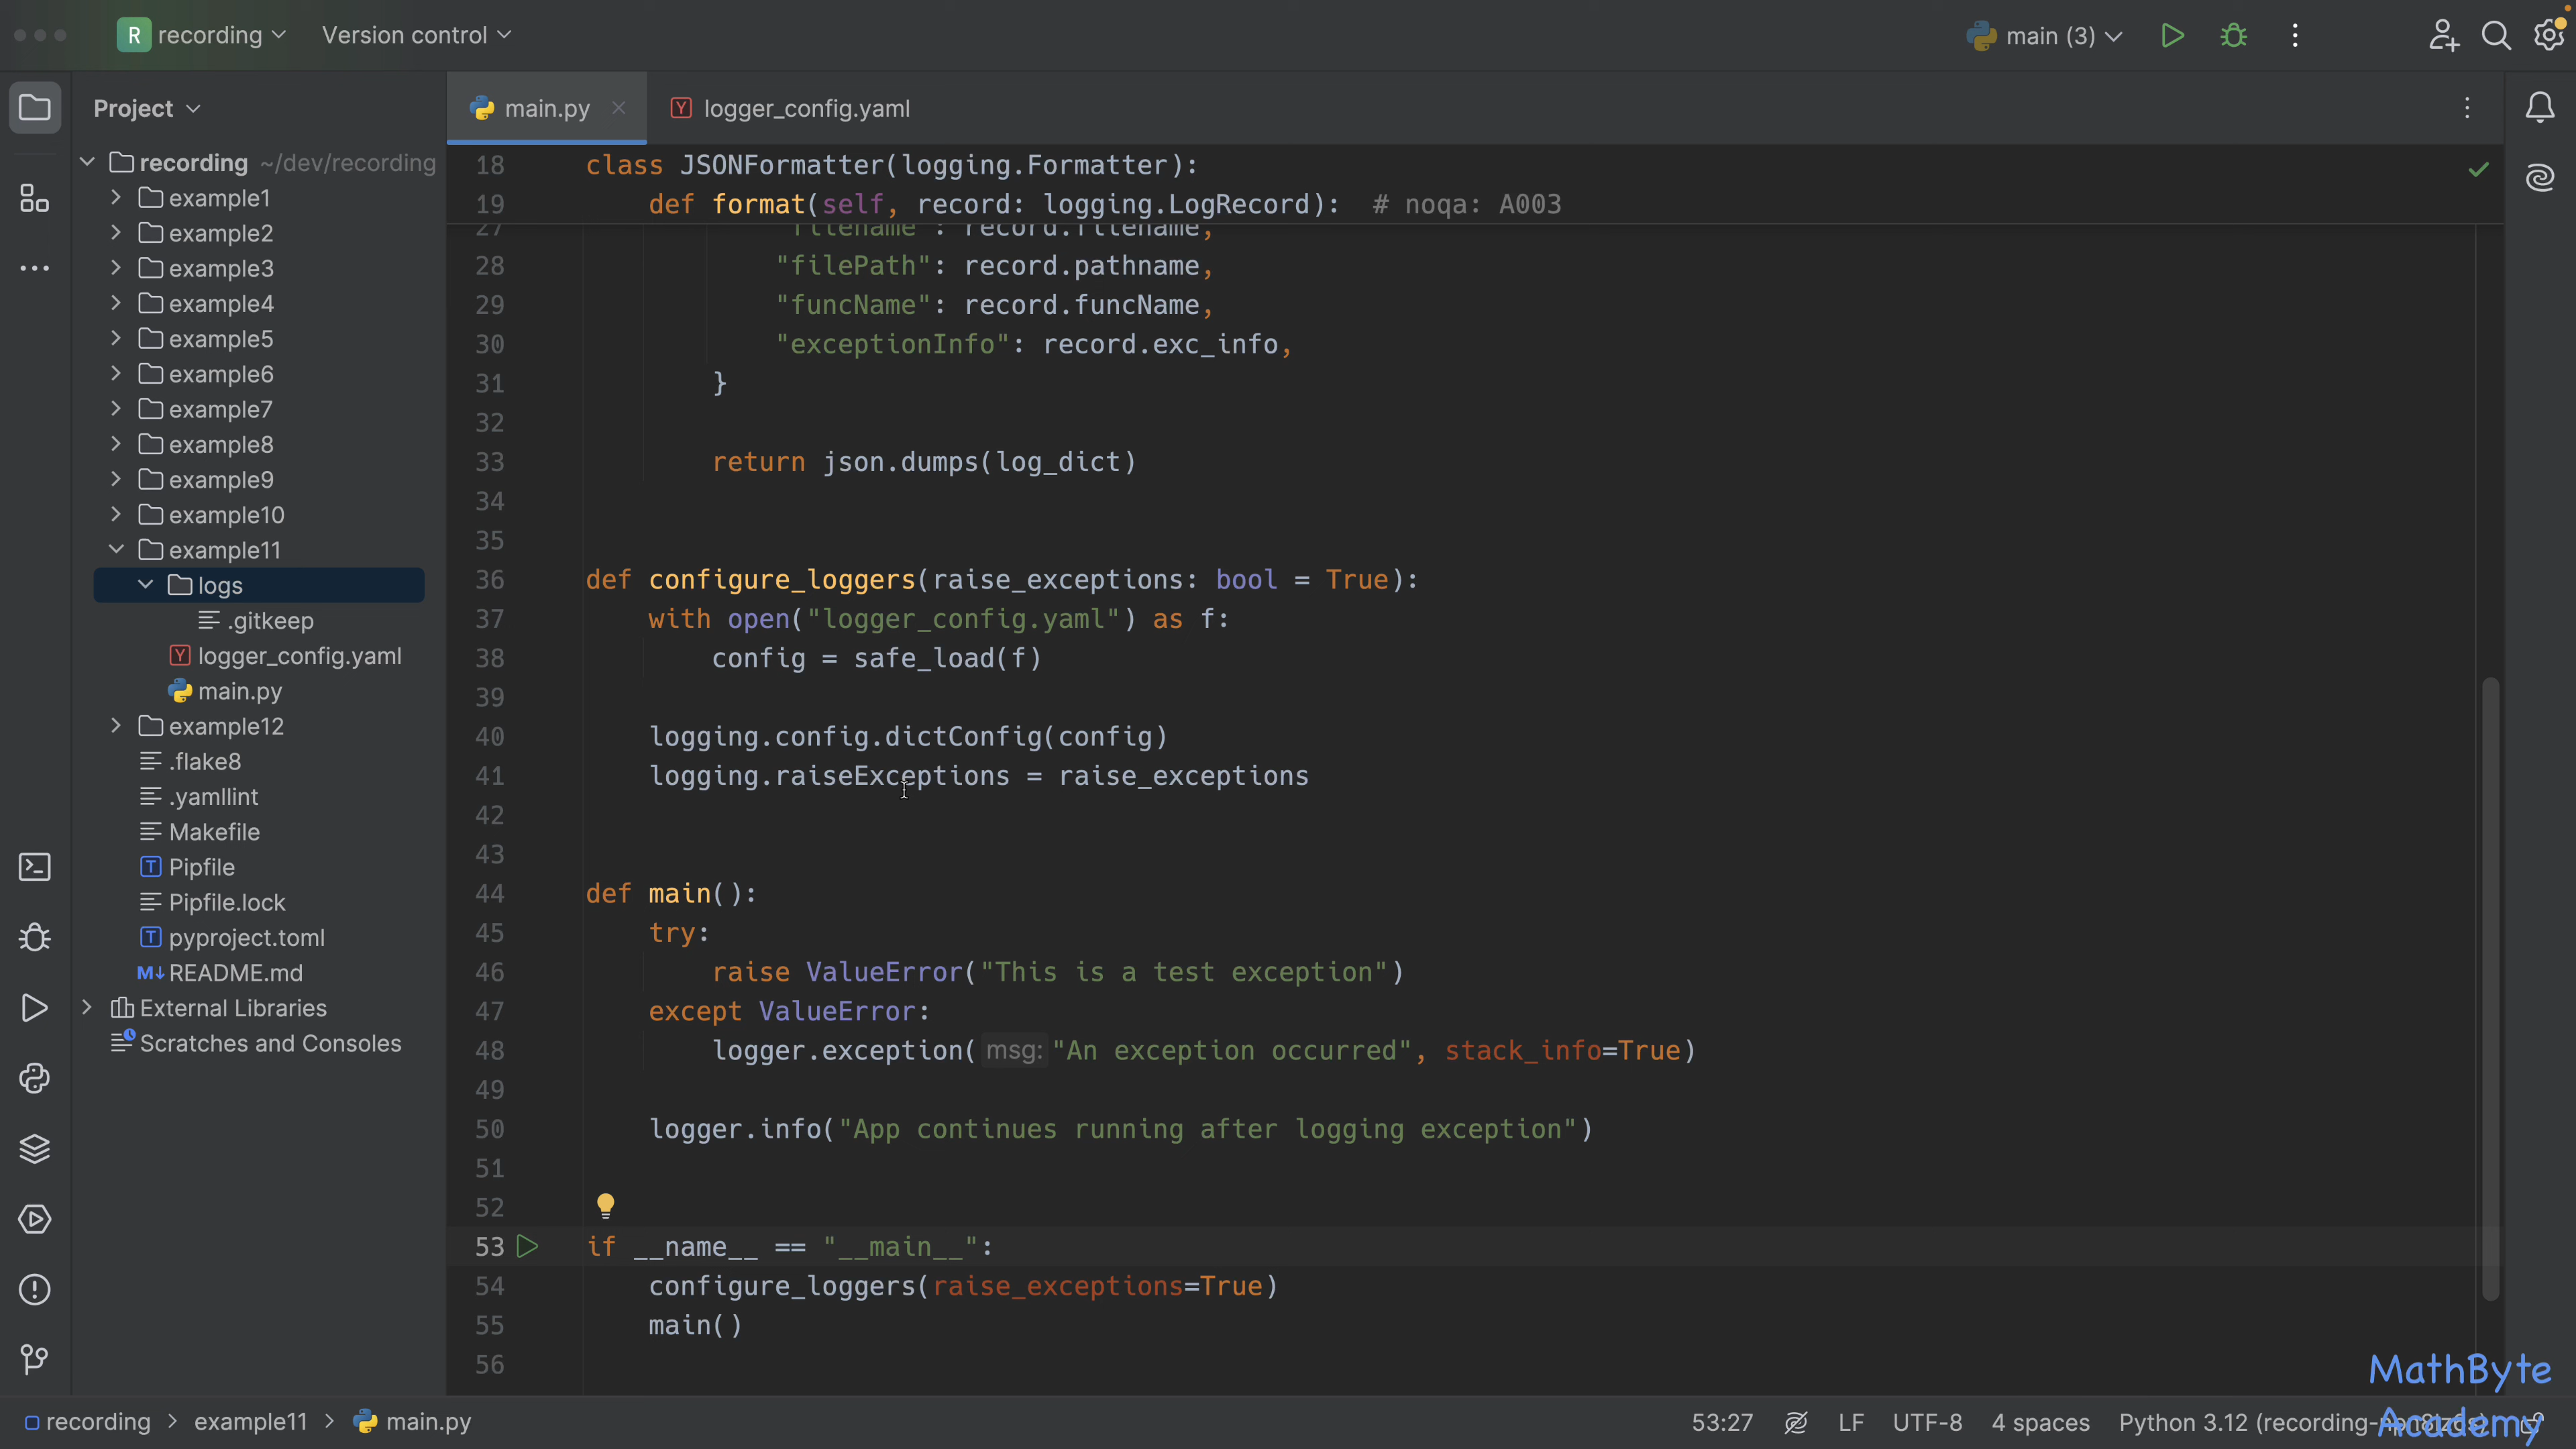 R recording Version control main (3)
Project
main.py logger_config.yaml
recording ~/dev/recording
example1
example2
example3
example4
example5
example6
example7
example8
example9
example10
example11
logs
.gitkeep
logger_config.yaml
main.py
example12
.flake8
.yamllint
Makefile
Pipfile
Pipfile.lock
pyproject.toml
README.md
External Libraries
Scratches and Consoles
18 class JSONFormatter(logging.Formatter):
19 def format(self, record: logging.LogRecord): # noqa: A003
27 "filename": record.filename,
28 "filePath": record.pathname,
29 "funcName": record.funcName,
30 "exceptionInfo": record.exc_info,
31 }
32
33 return json.dumps(log_dict)
34
35
36 def configure_loggers(raise_exceptions: bool = True):
37 with open("logger_config.yaml") as f:
38 config = safe_load(f)
39
40 logging.config.dictConfig(config)
41 logging.raiseExceptions = raise_exceptions
42
43
44 def main():
45 try:
46 raise ValueError("This is a test exception")
47 except ValueError:
48 logger.exception( msg: "An exception occurred", stack_info=True)
49
50 logger.info("App continues running after logging exception")
51
52
53 if __name__ == "__main__":
54 configure_loggers(raise_exceptions=True)
55 main()
56
MathByte
Academy
recording > example11 > main.py 53:27 LF UTF-8 4 spaces Python 3.12